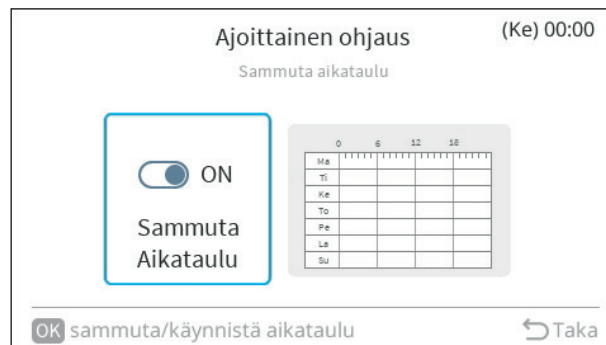 Ajoittainen ohjaus
(Ke) 00:00
Sammuta aikataulu
ON
Sammuta
Aikataulu
0 6 12 18
Ma
Ti
Ke
To
Pe
La
Su
OK sammuta/käynnistä aikataulu
Taka